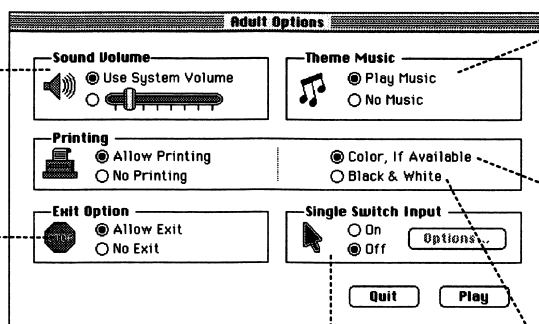 Adult Options
Sound Volume
Use System Volume
Theme Music
Play Music
No Music
Printing
Allow Printing
No Printing
Color, If Available
Black & White
Exit Option
STOP
Allow Exit
No Exit
Single Switch Input
On
Off
Options...
Quit
Play